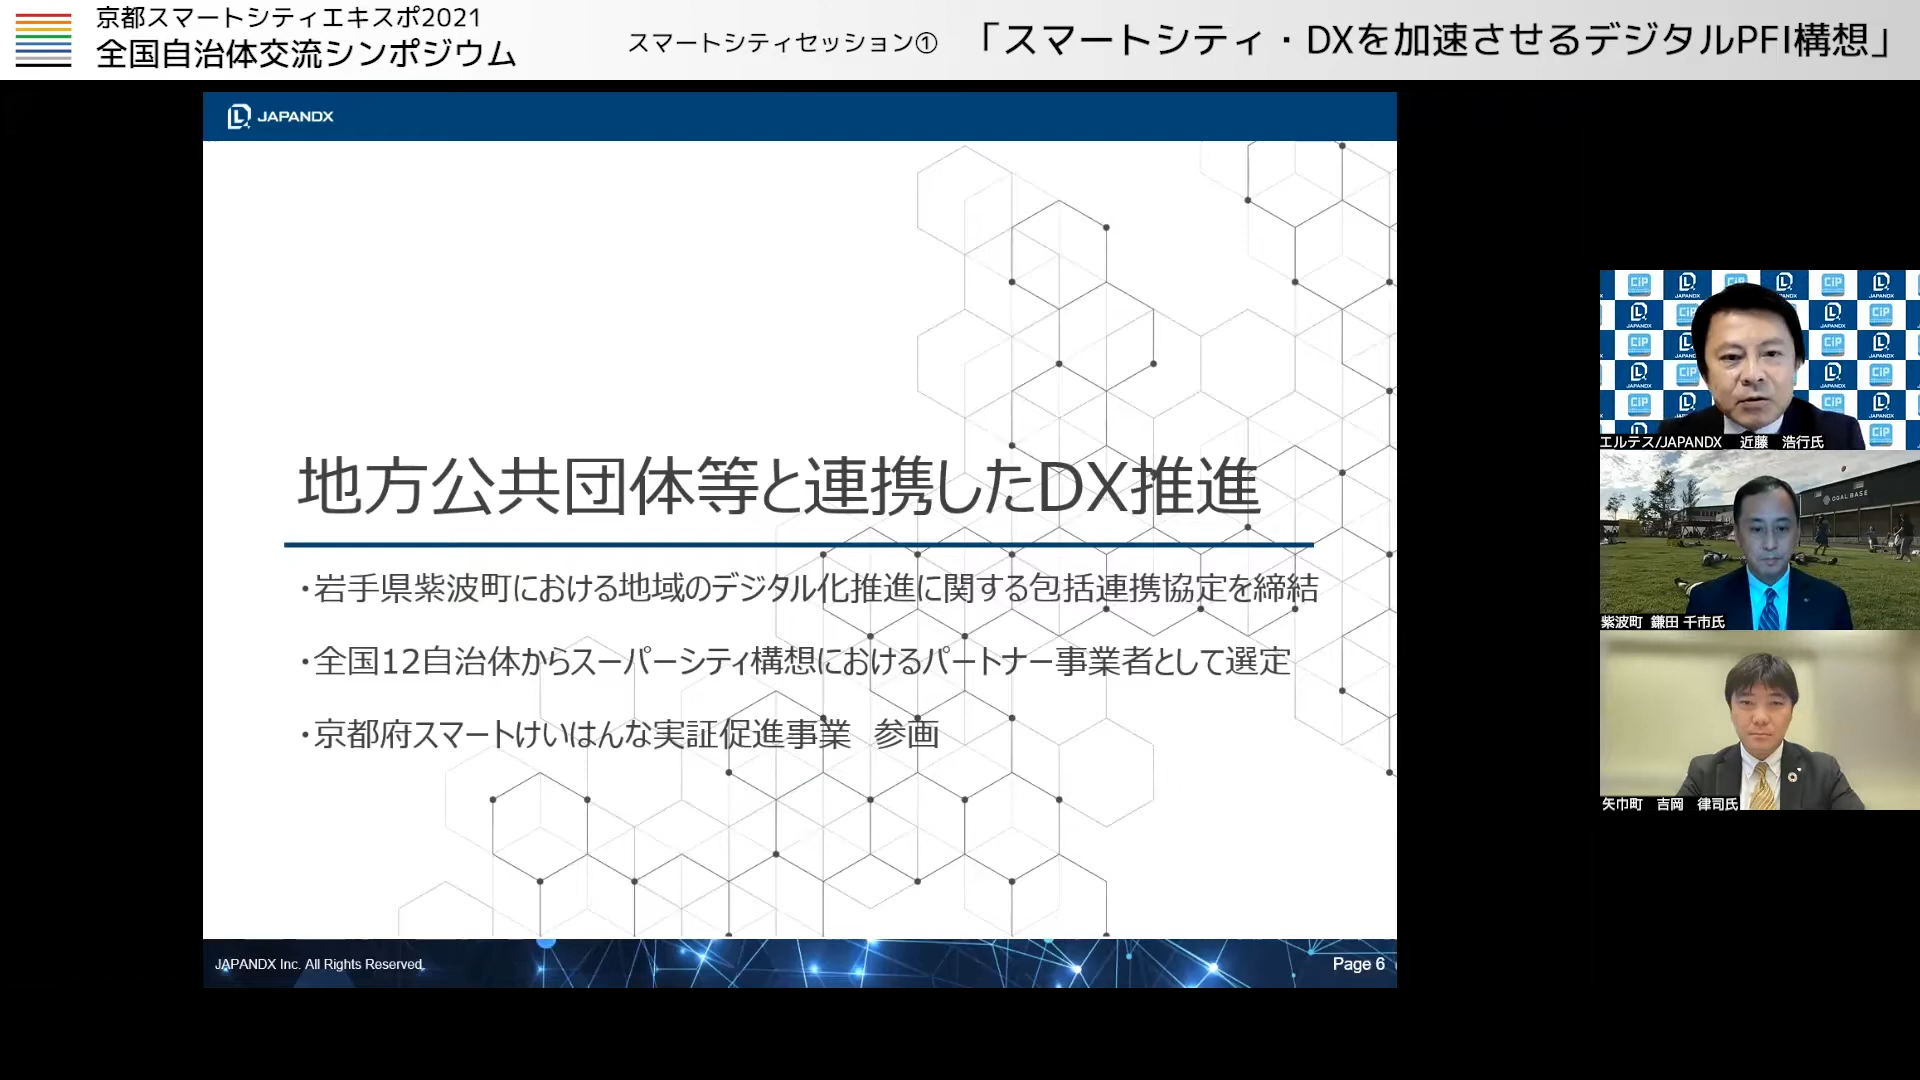 京都スマートシティエキスポ2021
全国自治体交流シンポジウム
スマートシティセッション① 「スマートシティ・DXを加速させるデジタルPFI構想」
JAPANDX
地方公共団体等と連携したDX推進
・岩手県紫波町における地域のデジタル化推進に関する包括連携協定を締結
・全国12自治体からスーパーシティ構想におけるパートナー事業者として選定
・京都府スマートけいはんな実証促進事業　参画
JAPANDX Inc. All Rights Reserved
Page 6
CiP
JAPANDX
エルテス/JAPANDX　近藤　浩行氏
OGAL BASE
紫波町 鎌田 千市氏
矢巾町　吉岡　律司氏